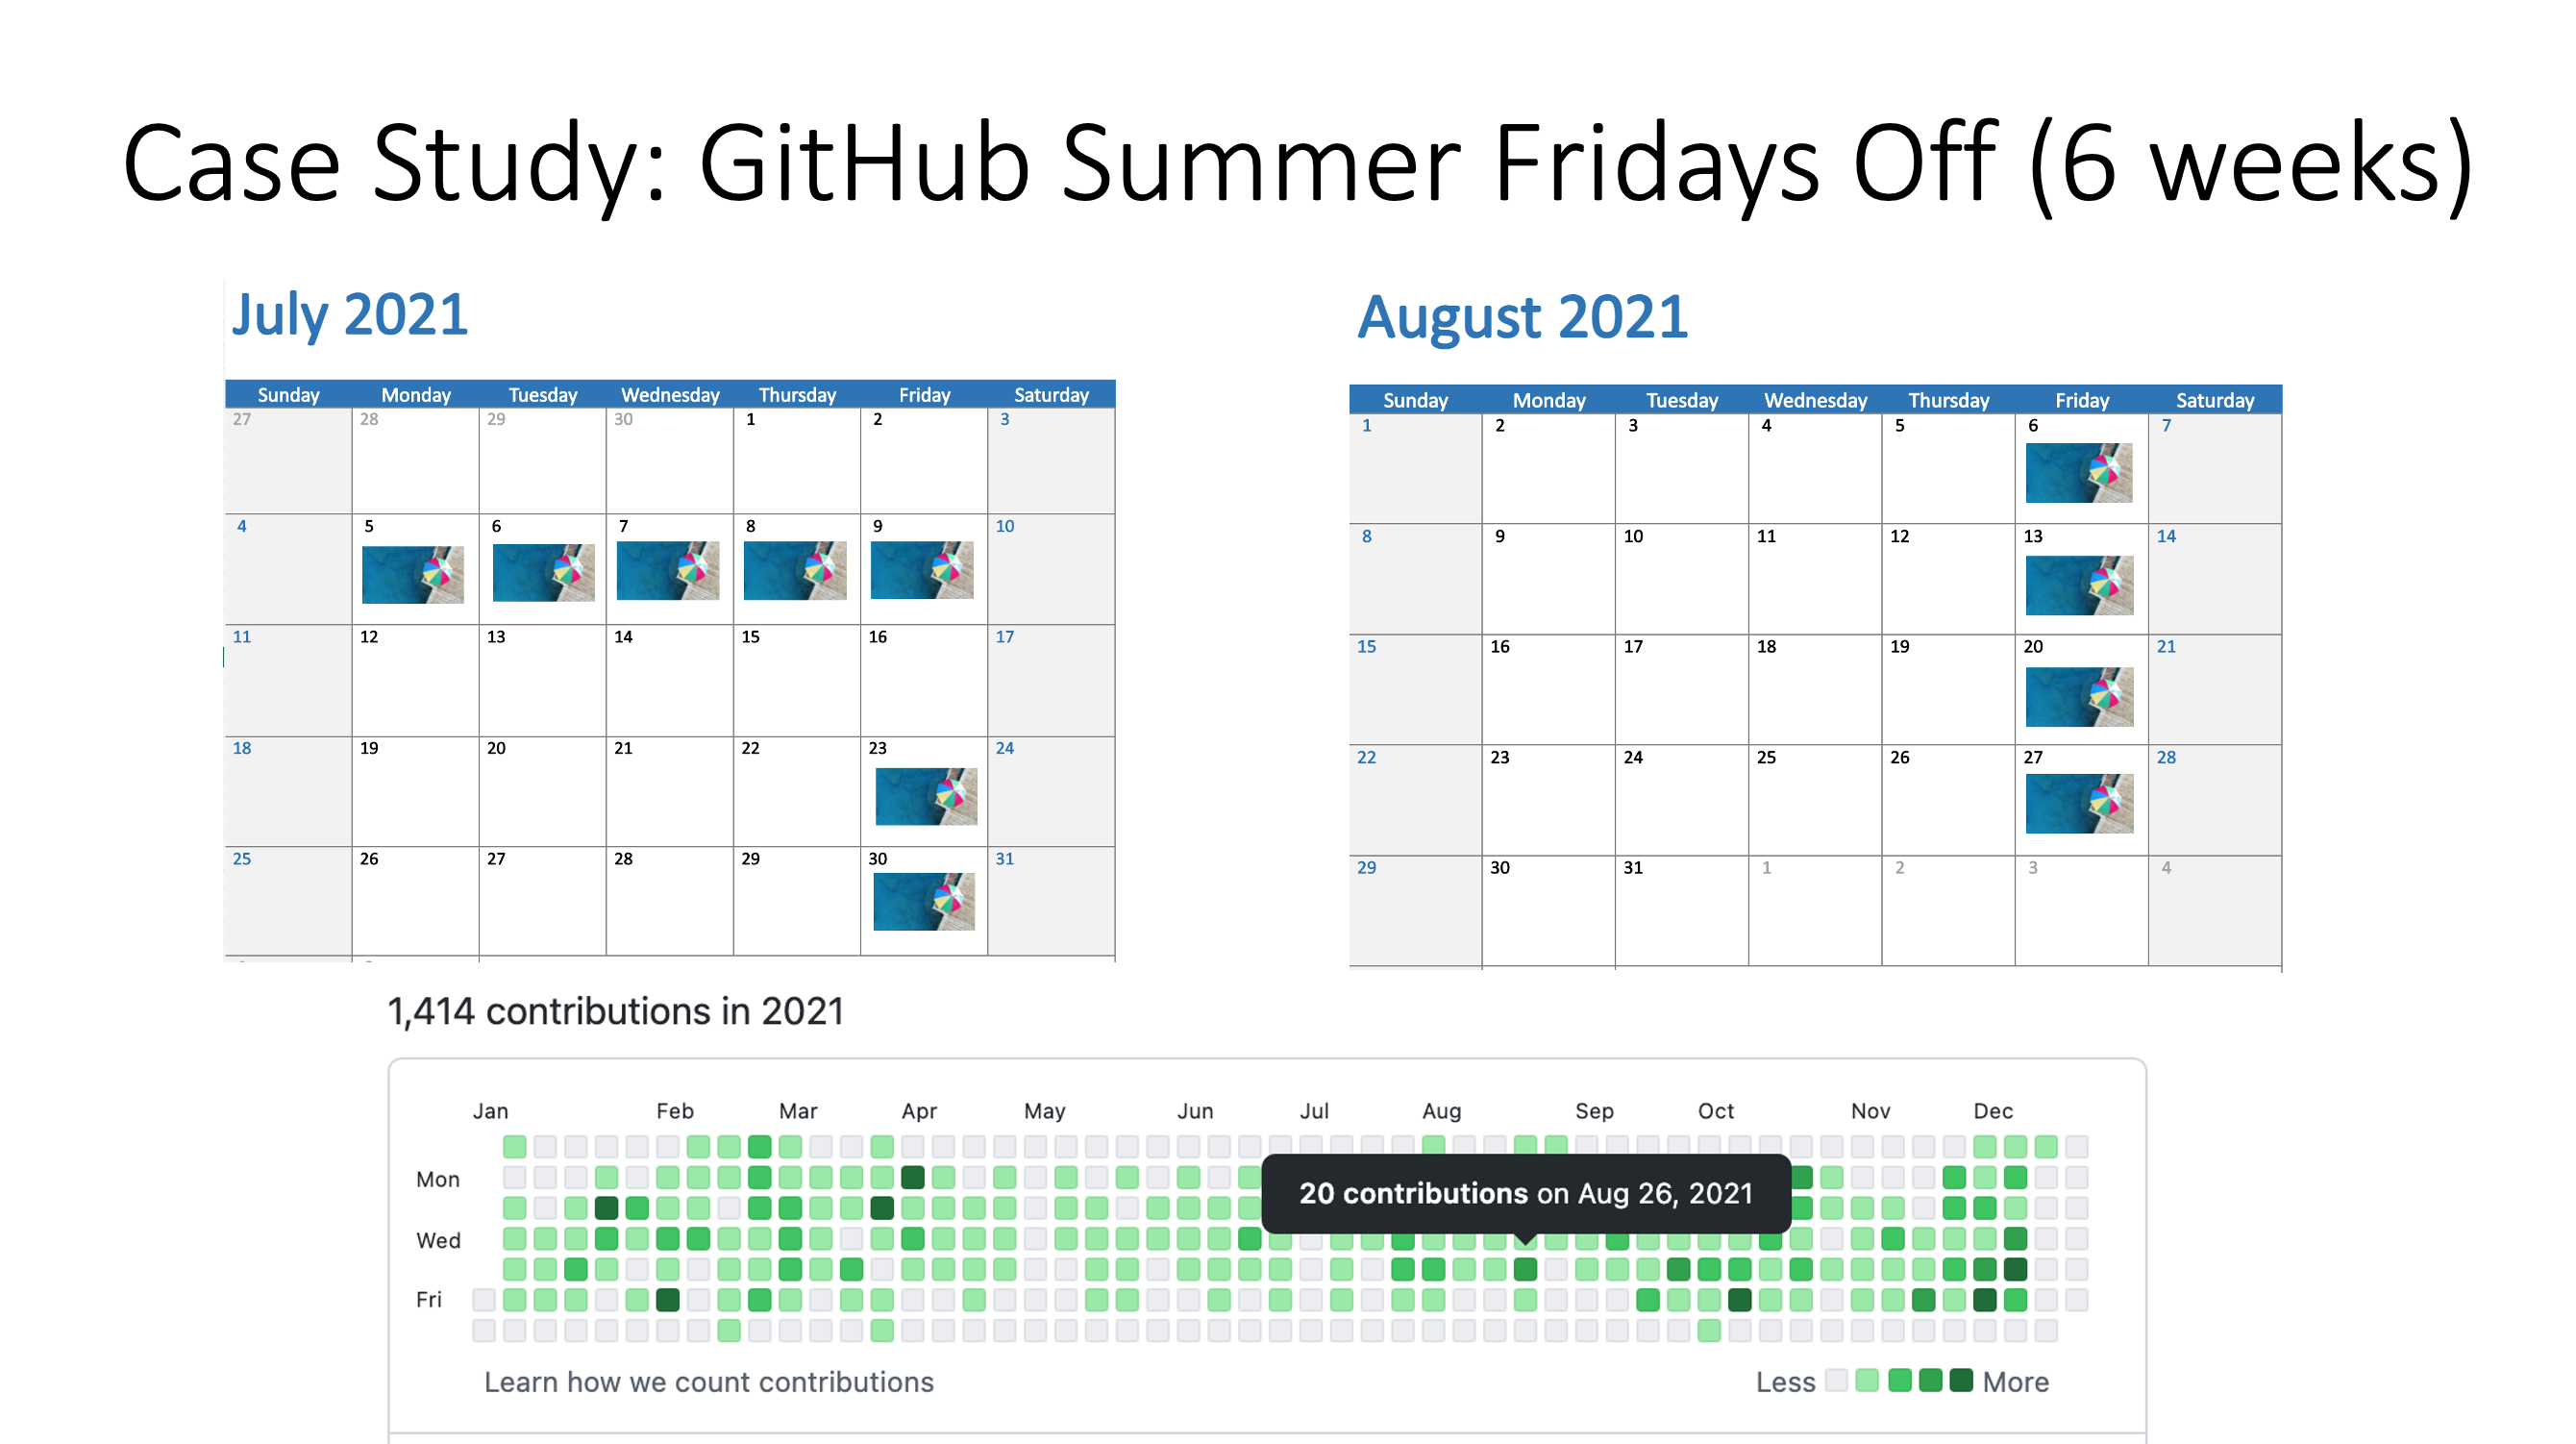 Case Study: GitHub Summer Fridays Off (6 weeks)
July 2021
Sunday Monday Tuesday Wednesday Thursday Friday Saturday
27 28 29 30 1 2 3
4 5 6 7 8 9 10
11 12 13 14 15 16 17
18 19 20 21 22 23 24
25 26 27 28 29 30 31
August 2021
Sunday Monday Tuesday Wednesday Thursday Friday Saturday
1 2 3 4 5 6 7
8 9 10 11 12 13 14
15 16 17 18 19 20 21
22 23 24 25 26 27 28
29 30 31 1 2 3 4
1,414 contributions in 2021
Jan Feb Mar Apr May Jun Jul Aug Sep Oct Nov Dec
Mon
20 contributions on Aug 26, 2021
Wed
Fri
Learn how we count contributions
Less More